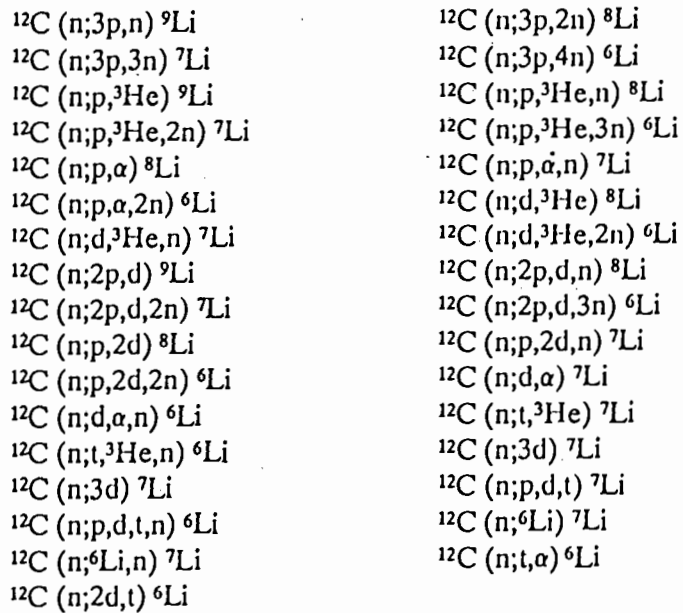 ¹²C (n;3p,n) ⁹Li
¹²C (n;3p,3n) ⁷Li
¹²C (n;p,³He) ⁹Li
¹²C (n;p,³He,2n) ⁷Li
¹²C (n;p,α) ⁸Li
¹²C (n;p,α,2n) ⁶Li
¹²C (n;d,³He,n) ⁷Li
¹²C (n;2p,d) ⁹Li
¹²C (n;2p,d,2n) ⁷Li
¹²C (n;p,2d) ⁸Li
¹²C (n;p,2d,2n) ⁶Li
¹²C (n;d,α,n) ⁶Li
¹²C (n;t,³He,n) ⁶Li
¹²C (n;3d) ⁷Li
¹²C (n;p,d,t,n) ⁶Li
¹²C (n;⁶Li,n) ⁷Li
¹²C (n;2d,t) ⁶Li
¹²C (n;3p,2n) ⁸Li
¹²C (n;3p,4n) ⁶Li
¹²C (n;p,³He,n) ⁸Li
¹²C (n;p,³He,3n) ⁶Li
¹²C (n;p,α,n) ⁷Li
¹²C (n;d,³He) ⁸Li
¹²C (n;d,³He,2n) ⁶Li
¹²C (n;2p,d,n) ⁸Li
¹²C (n;2p,d,3n) ⁶Li
¹²C (n;p,2d,n) ⁷Li
¹²C (n;d,α) ⁷Li
¹²C (n;t,³He) ⁷Li
¹²C (n;3d) ⁷Li
¹²C (n;p,d,t) ⁷Li
¹²C (n;⁶Li) ⁷Li
¹²C (n;t,α) ⁶Li